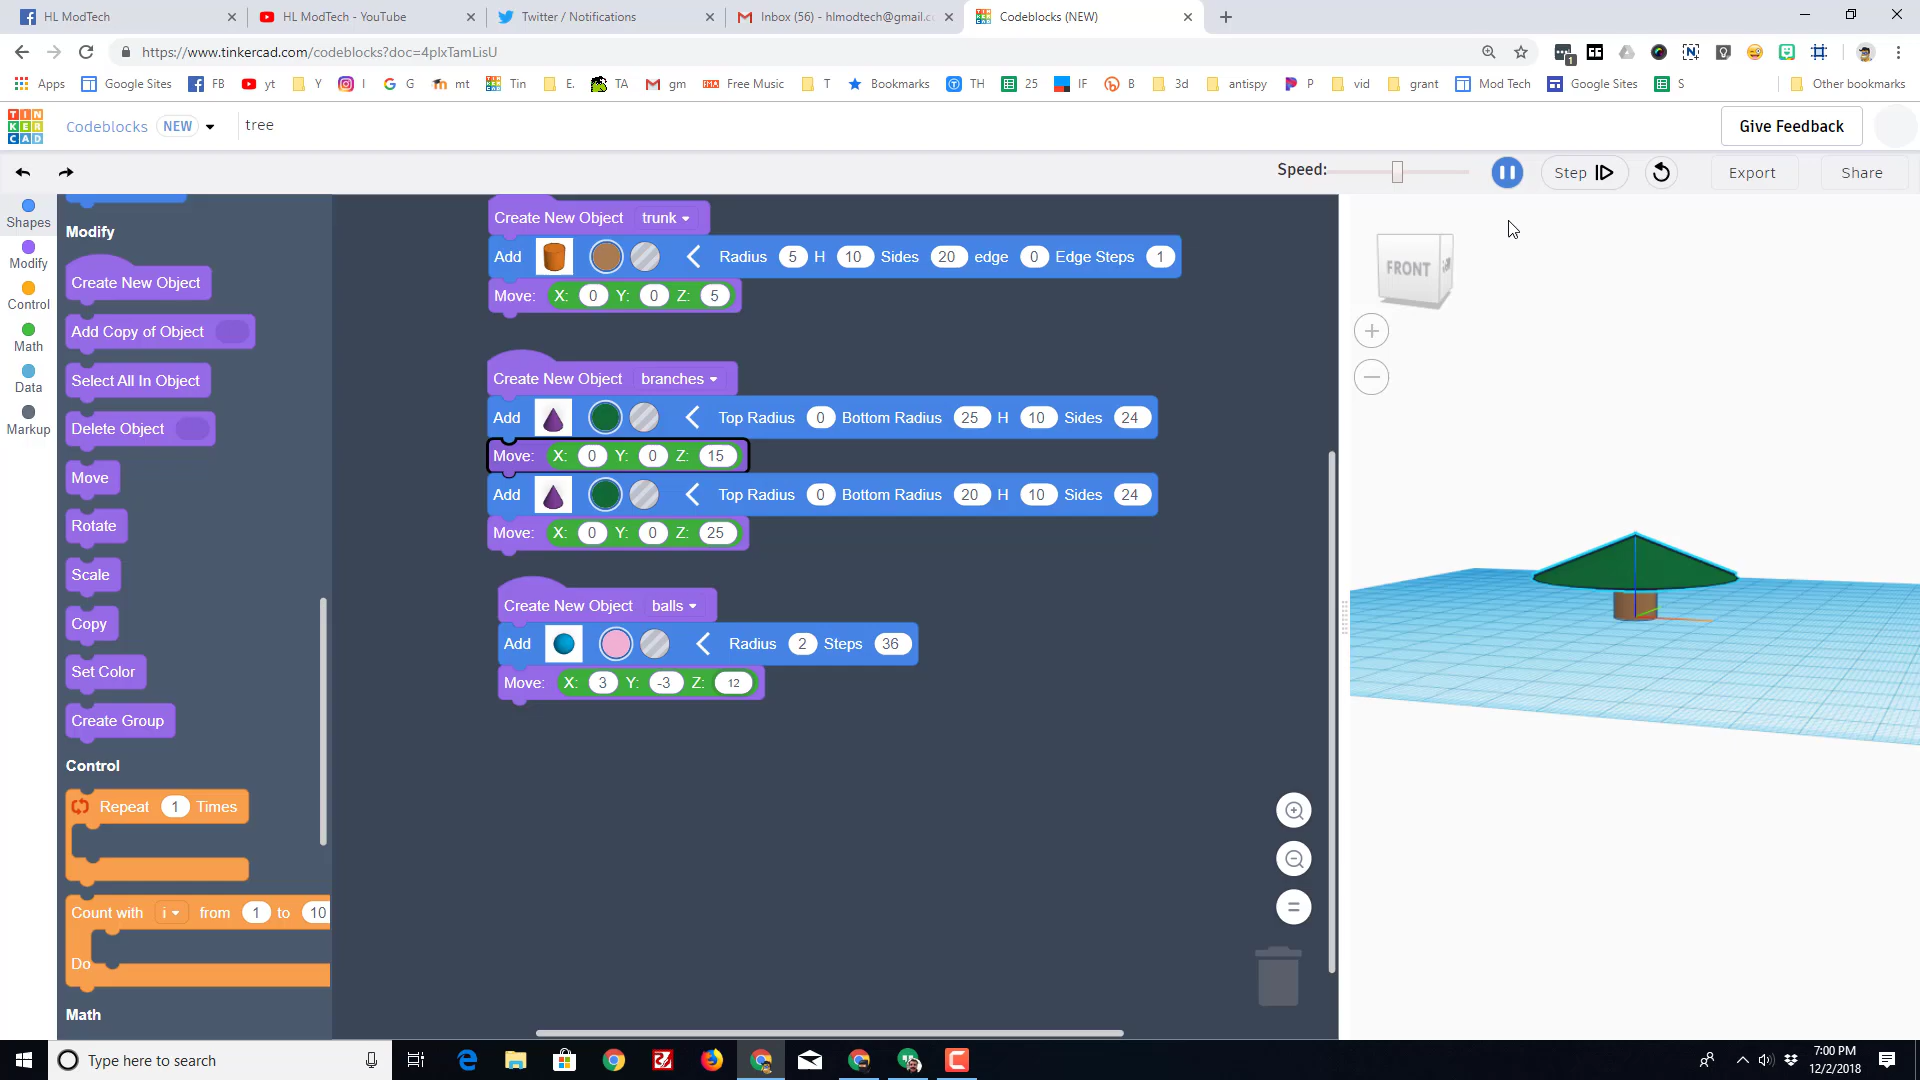 HL ModTech
HL ModTech - YouTube
Twitter / Notifications
Inbox (56) - hlmodtech@gmail.c
Codeblocks (NEW)
https://www.tinkercad.com/codeblocks?doc=4plxTamLisU
Apps Google Sites FB yt Y I G mt Tin E. TA gm Free Music T Bookmarks TH 25 IF B 3d antispy P vid grant Mod Tech Google Sites S Other bookmarks
TIN KER CAD Codeblocks NEW tree Give Feedback
Speed: Step Export Share
Shapes
Modify
Control
Math
Data
Markup
Modify
Create New Object
Add Copy of Object
Select All In Object
Delete Object
Move
Rotate
Scale
Copy
Set Color
Create Group
Control
Repeat 1 Times
Count with i from 1 to 10
Do
Math
Create New Object trunk
Add Radius 5 H 10 Sides 20 edge 0 Edge Steps 1
Move: X: 0 Y: 0 Z: 5
Create New Object branches
Add Top Radius 0 Bottom Radius 25 H 10 Sides 24
Move: X: 0 Y: 0 Z: 15
Add Top Radius 0 Bottom Radius 20 H 10 Sides 24
Move: X: 0 Y: 0 Z: 25
Create New Object balls
Add Radius 2 Steps 36
Move: X: 3 Y: -3 Z: 12
FRONT
Type here to search
7:00 PM
12/2/2018